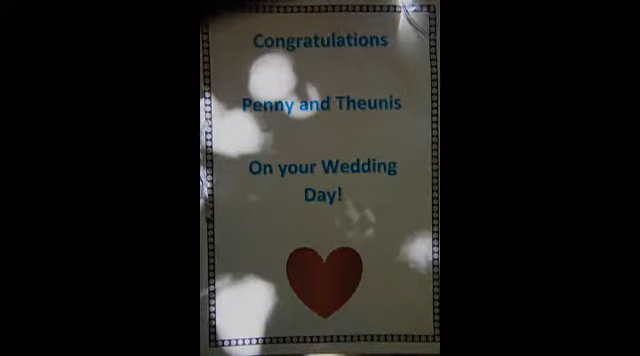 Congratulations
Penny and Theunis
On your Wedding
Day!